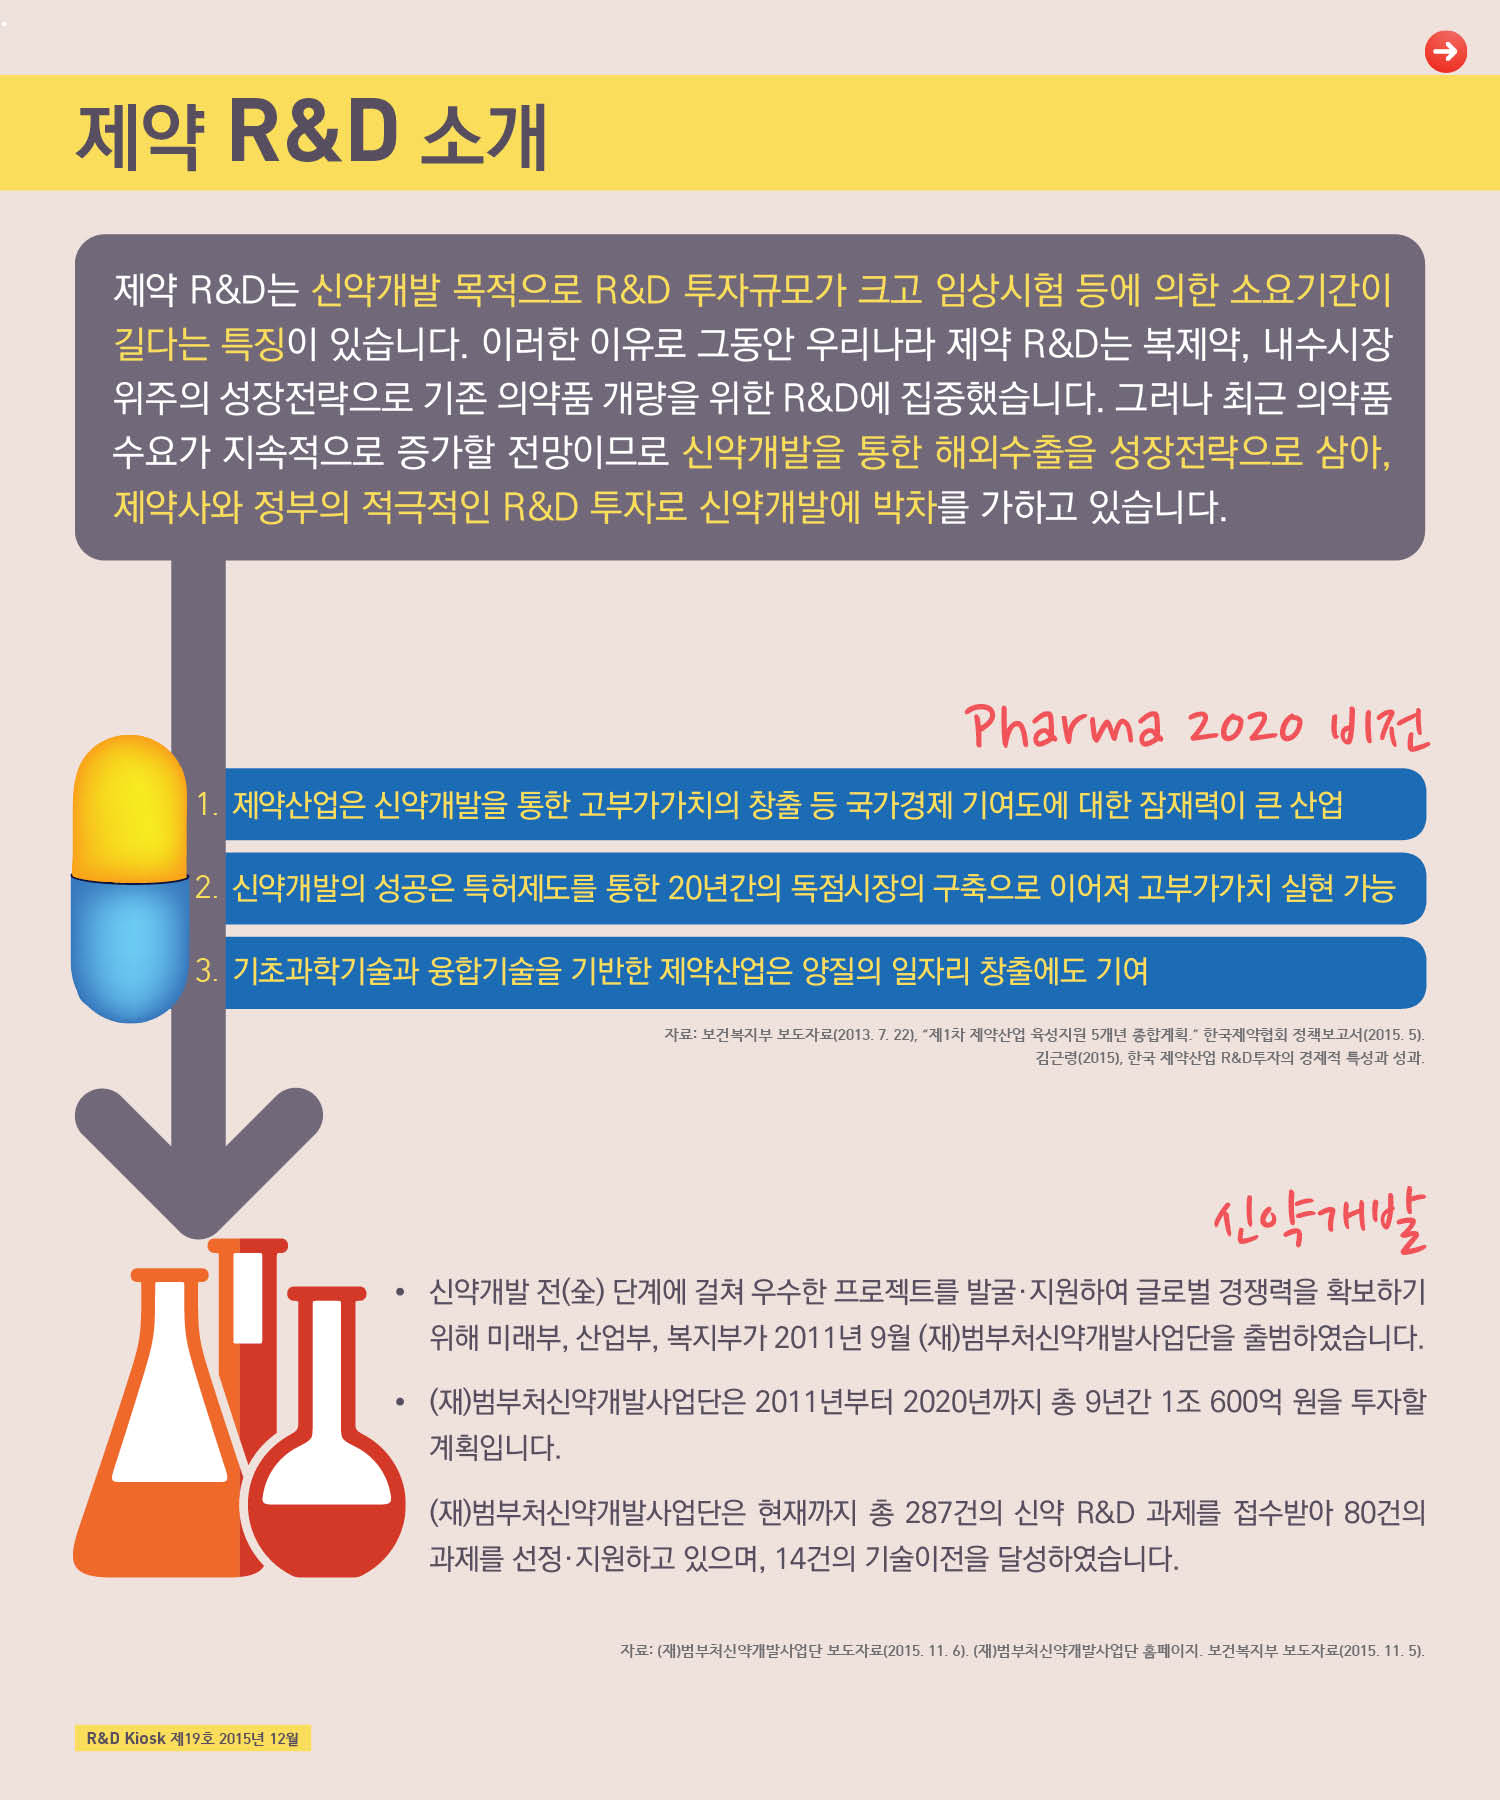 제약 R&D 소개
제약 R&D는 신약개발 목적으로 R&D 투자규모가 크고 임상시험 등에 의한 소요기간이
길다는 특징이 있습니다. 이러한 이유로 그동안 우리나라 제약 R&D는 복제약, 내수시장
위주의 성장전략으로 기존 의약품 개량을 위한 R&D에 집중했습니다. 그러나 최근 의약품
수요가 지속적으로 증가할 전망이므로 신약개발을 통한 해외수출을 성장전략으로 삼아,
제약사와 정부의 적극적인 R&D 투자로 신약개발에 박차를 가하고 있습니다.
Pharma 2020 비전
1. 제약산업은 신약개발을 통한 고부가가치의 창출 등 국가경제 기여도에 대한 잠재력이 큰 산업
2. 신약개발의 성공은 특허제도를 통한 20년간의 독점시장의 구축으로 이어져 고부가가치 실현 가능
3. 기초과학기술과 융합기술을 기반한 제약산업은 양질의 일자리 창출에도 기여
자료: 보건복지부 보도자료(2013. 7. 22), “제1차 제약산업 육성지원 5개년 종합계획.” 한국제약협회 정책보고서(2015. 5).
김근령(2015), 한국 제약산업 R&D투자의 경제적 특성과 성과.
신약개발
• 신약개발 전(全) 단계에 걸쳐 우수한 프로젝트를 발굴·지원하여 글로벌 경쟁력을 확보하기
위해 미래부, 산업부, 복지부가 2011년 9월 (재)범부처신약개발사업단을 출범하였습니다.
• (재)범부처신약개발사업단은 2011년부터 2020년까지 총 9년간 1조 600억 원을 투자할
계획입니다.
(재)범부처신약개발사업단은 현재까지 총 287건의 신약 R&D 과제를 접수받아 80건의
과제를 선정·지원하고 있으며, 14건의 기술이전을 달성하였습니다.
자료: (재)범부처신약개발사업단 보도자료(2015. 11. 6). (재)범부처신약개발사업단 홈페이지. 보건복지부 보도자료(2015. 11. 5).
R&D Kiosk 제19호 2015년 12월